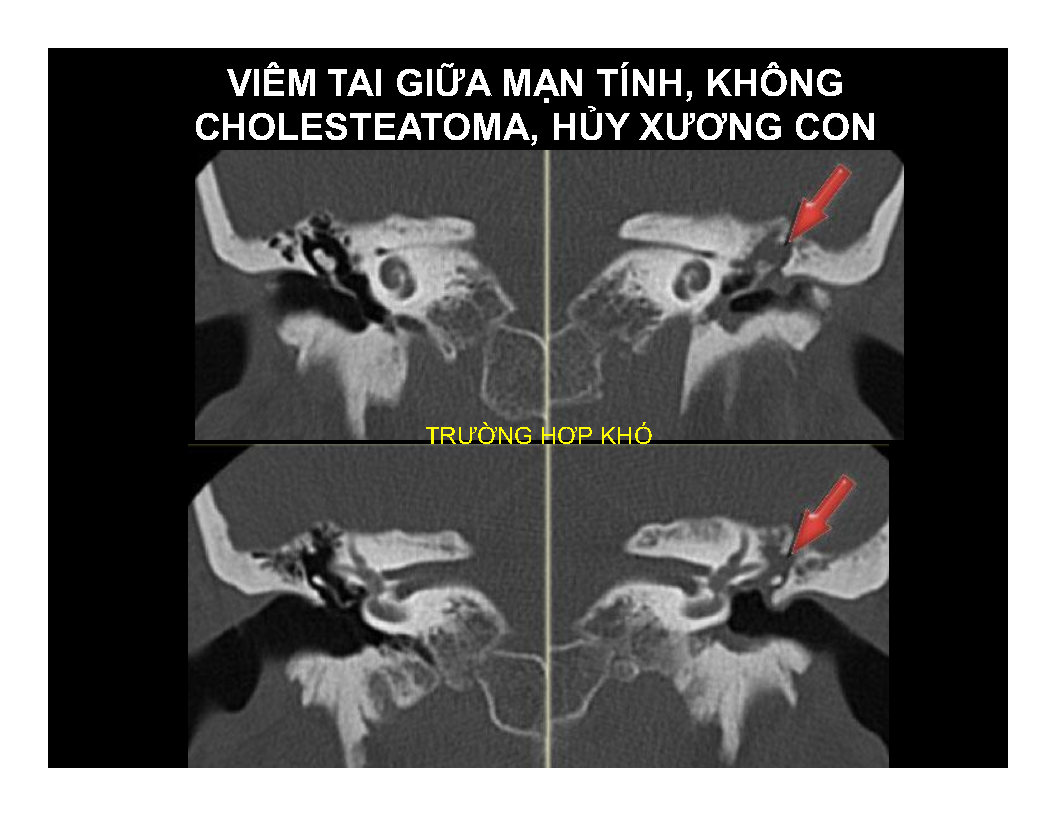 VIÊM TAI GIỮA MẠN TÍNH, KHÔNG
CHOLESTEATOMA, HỦY XƯƠNG CON
TRƯỜNG HỢP KHÓ